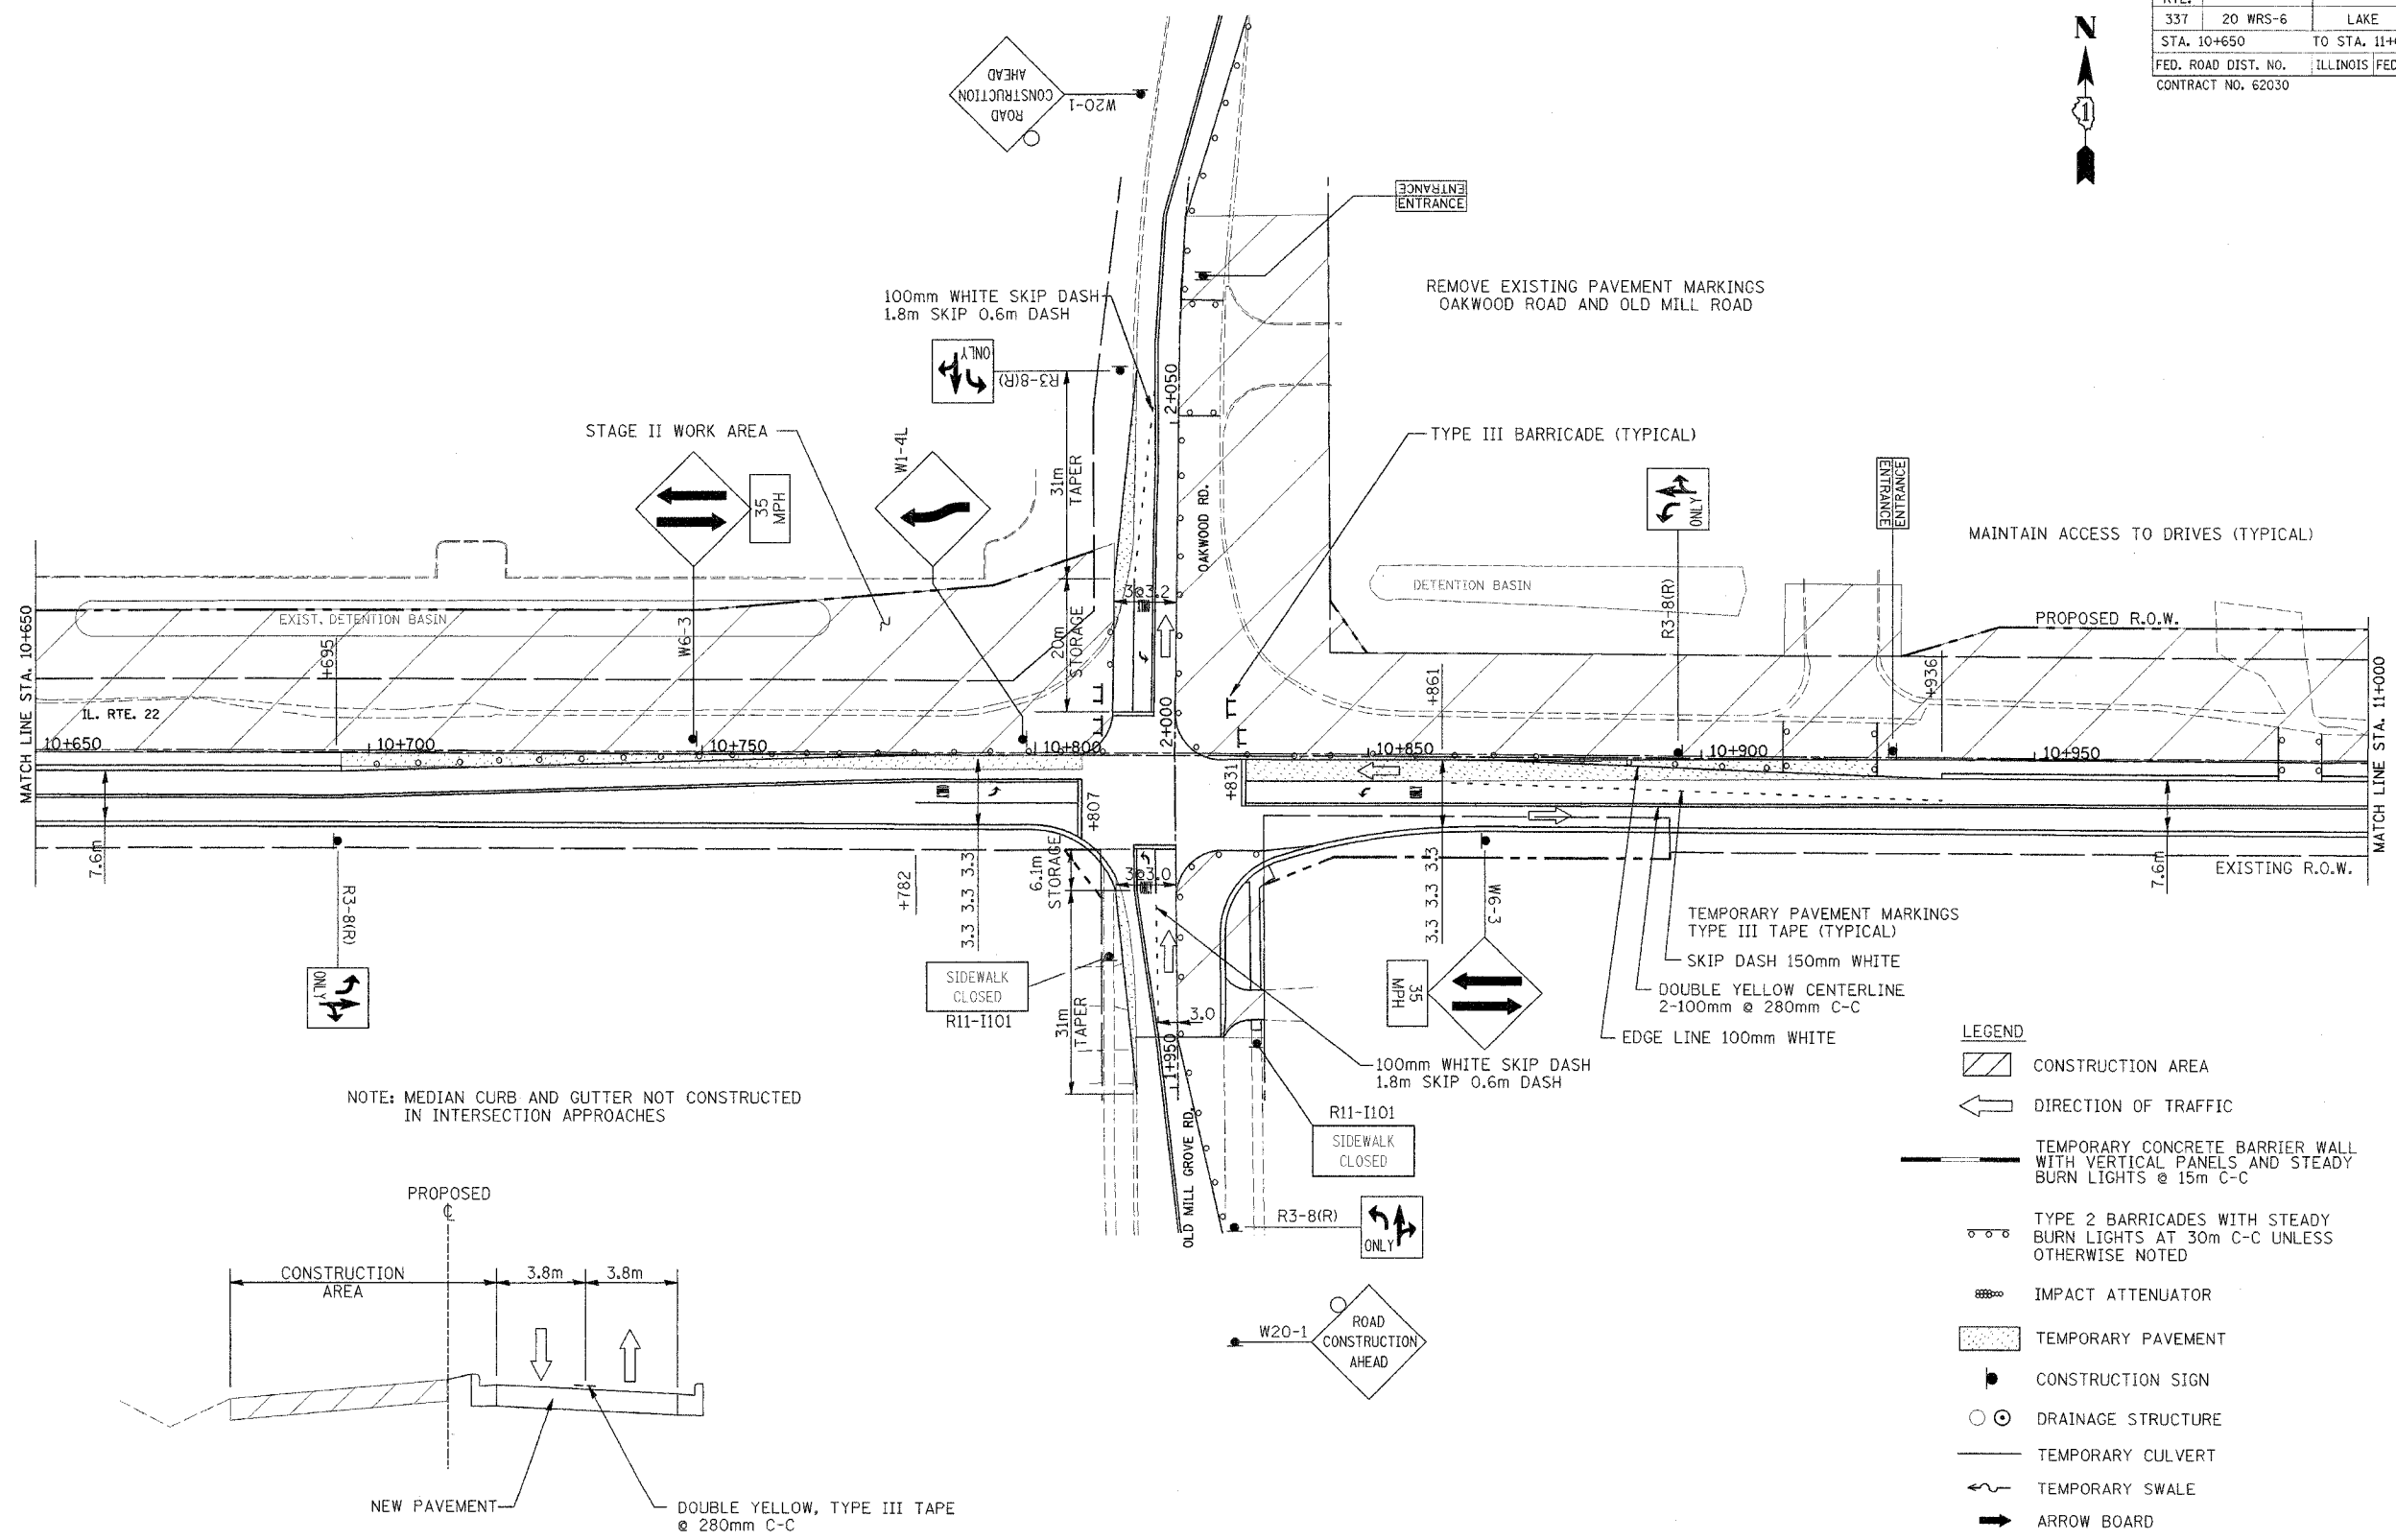 337 20 WRS-6 LAKE
STA. 10+650 TO STA. 11+
FED. ROAD DIST. NO. ILLINOIS FED
CONTRACT NO. 62030
N
1
ROAD
CONSTRUCTION
AHEAD
W20-1
ENTRANCE
ENTRANCE
REMOVE EXISTING PAVEMENT MARKINGS
OAKWOOD ROAD AND OLD MILL ROAD
100mm WHITE SKIP DASH
1.8m SKIP 0.6m DASH
ONLY
R3-8(R)
2+050
31m
TAPER
STAGE II WORK AREA
W1-4L
35
MPH
TYPE III BARRICADE (TYPICAL)
OAKWOOD RD.
ONLY
R3-8(R)
ENTRANCE
ENTRANCE
MAINTAIN ACCESS TO DRIVES (TYPICAL)
DETENTION BASIN
3@3.2
20m
STORAGE
EXIST. DETENTION BASIN
+695
W6-3
PROPOSED R.O.W.
+861
+936
MATCH LINE STA. 10+650
IL. RTE. 22
2+000
10+650
10+700
10+750
10+800
10+850
10+900
10+950
MATCH LINE STA. 11+000
+807
+831
7.6m
7.6m
EXISTING R.O.W.
R3-8(R)
ONLY
+782
3.3 3.3 3.3
6.1m
STORAGE
3@3.0
3.3 3.3 3.3
W6-3
35
MPH
TEMPORARY PAVEMENT MARKINGS
TYPE III TAPE (TYPICAL)
SKIP DASH 150mm WHITE
DOUBLE YELLOW CENTERLINE
2-100mm @ 280mm C-C
EDGE LINE 100mm WHITE
SIDEWALK
CLOSED
R11-I101
31m
TAPER
3.0
1+950
100mm WHITE SKIP DASH
1.8m SKIP 0.6m DASH
R11-I101
SIDEWALK
CLOSED
OLD MILL GROVE RD.
R3-8(R)
ONLY
W20-1
ROAD
CONSTRUCTION
AHEAD
NOTE: MEDIAN CURB AND GUTTER NOT CONSTRUCTED
IN INTERSECTION APPROACHES
PROPOSED
℄
CONSTRUCTION
AREA
3.8m
3.8m
NEW PAVEMENT
DOUBLE YELLOW, TYPE III TAPE
@ 280mm C-C
LEGEND
CONSTRUCTION AREA
DIRECTION OF TRAFFIC
TEMPORARY CONCRETE BARRIER WALL
WITH VERTICAL PANELS AND STEADY
BURN LIGHTS @ 15m C-C
TYPE 2 BARRICADES WITH STEADY
BURN LIGHTS AT 30m C-C UNLESS
OTHERWISE NOTED
IMPACT ATTENUATOR
TEMPORARY PAVEMENT
CONSTRUCTION SIGN
DRAINAGE STRUCTURE
TEMPORARY CULVERT
TEMPORARY SWALE
ARROW BOARD